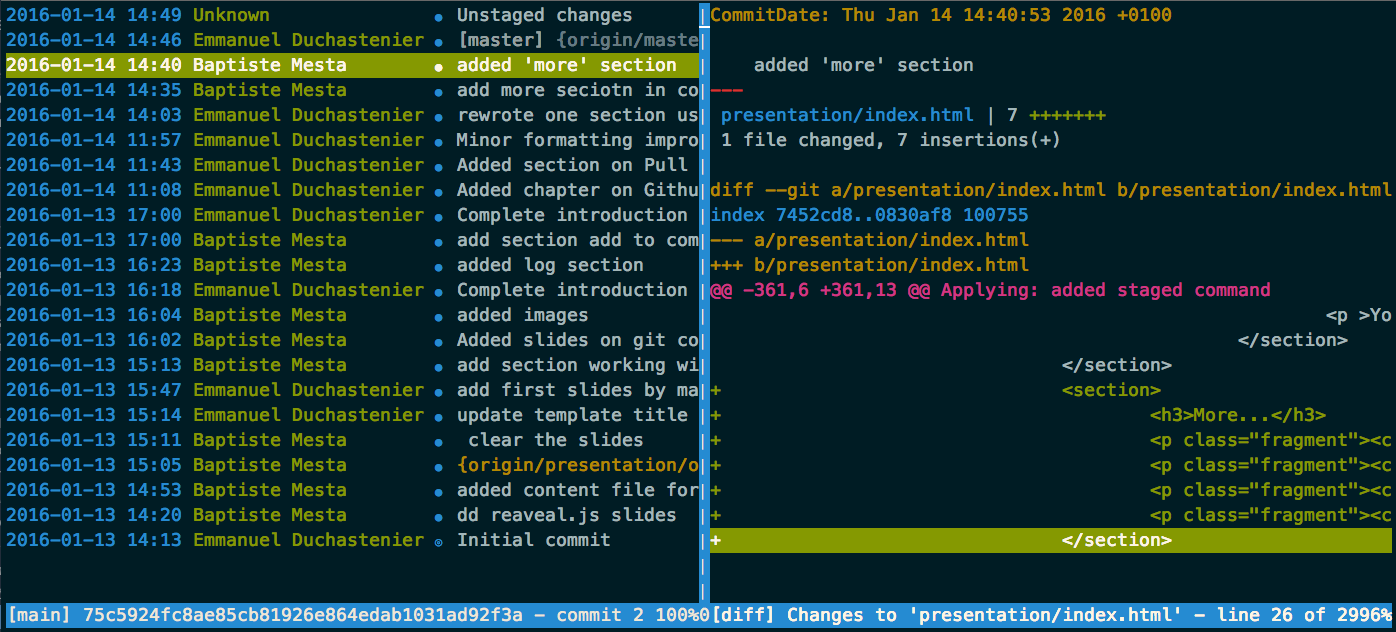 2016-01-14 14:49 Unknown ● Unstaged changes
2016-01-14 14:46 Emmanuel Duchastenier ● [master] {origin/maste
2016-01-14 14:40 Baptiste Mesta ● added 'more' section
2016-01-14 14:35 Baptiste Mesta ● add more seciotn in co
2016-01-14 14:03 Emmanuel Duchastenier ● rewrote one section us
2016-01-14 11:57 Emmanuel Duchastenier ● Minor formatting impro
2016-01-14 11:43 Emmanuel Duchastenier ● Added section on Pull
2016-01-14 11:08 Emmanuel Duchastenier ● Added chapter on Githu
2016-01-13 17:00 Emmanuel Duchastenier ● Complete introduction
2016-01-13 17:00 Baptiste Mesta ● add section add to com
2016-01-13 16:23 Baptiste Mesta ● added log section
2016-01-13 16:18 Emmanuel Duchastenier ● Complete introduction
2016-01-13 16:04 Baptiste Mesta ● added images
2016-01-13 16:02 Baptiste Mesta ● Added slides on git co
2016-01-13 15:13 Baptiste Mesta ● add section working wi
2016-01-13 15:47 Emmanuel Duchastenier ● add first slides by ma
2016-01-13 15:14 Emmanuel Duchastenier ● update template title
2016-01-13 15:11 Baptiste Mesta ● clear the slides
2016-01-13 15:05 Baptiste Mesta ● {origin/presentation/o
2016-01-13 14:53 Baptiste Mesta ● added content file for
2016-01-13 14:20 Baptiste Mesta ● dd reaveal.js slides
2016-01-13 14:13 Emmanuel Duchastenier ◎ Initial commit
[main] 75c5924fc8ae85cb81926e864edab1031ad92f3a - commit 2 100%0
CommitDate: Thu Jan 14 14:40:53 2016 +0100
added 'more' section
---
presentation/index.html | 7 +++++++
1 file changed, 7 insertions(+)
diff --git a/presentation/index.html b/presentation/index.html
index 7452cd8..0830af8 100755
--- a/presentation/index.html
+++ b/presentation/index.html
@@ -361,6 +361,13 @@ Applying: added staged command
<p >Yo
</section>
</section>
+ <section>
+ <h3>More...</h3>
+ <p class="fragment"><c
+ <p class="fragment"><c
+ <p class="fragment"><c
+ <p class="fragment"><c
+ </section>
[diff] Changes to 'presentation/index.html' - line 26 of 2996%